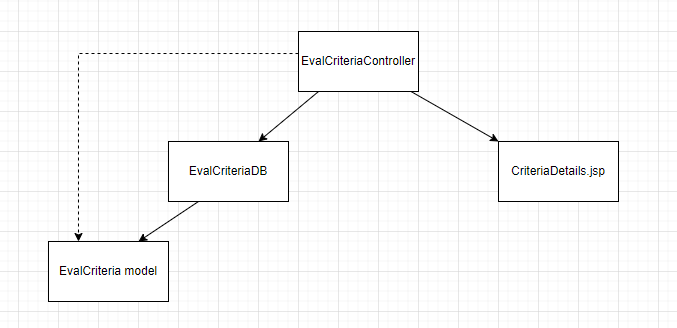 EvalCriteriaController
EvalCriteriaDB
CriteriaDetails.jsp
EvalCriteria model